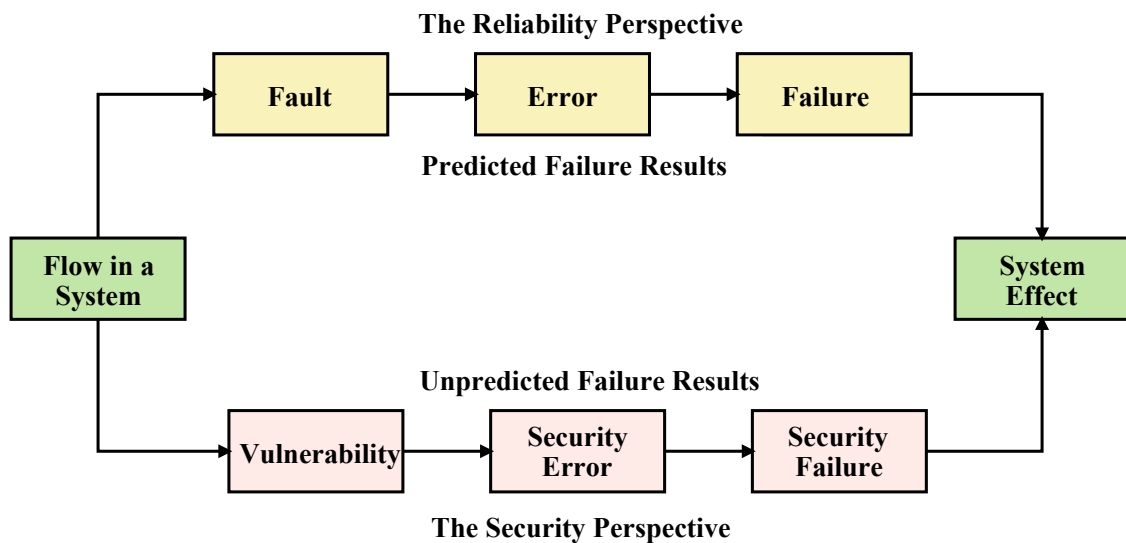 The Reliability Perspective
Fault
Error
Failure
Predicted Failure Results
Flow in a
System
System
Effect
Unpredicted Failure Results
Vulnerability
Security
Error
Security
Failure
The Security Perspective